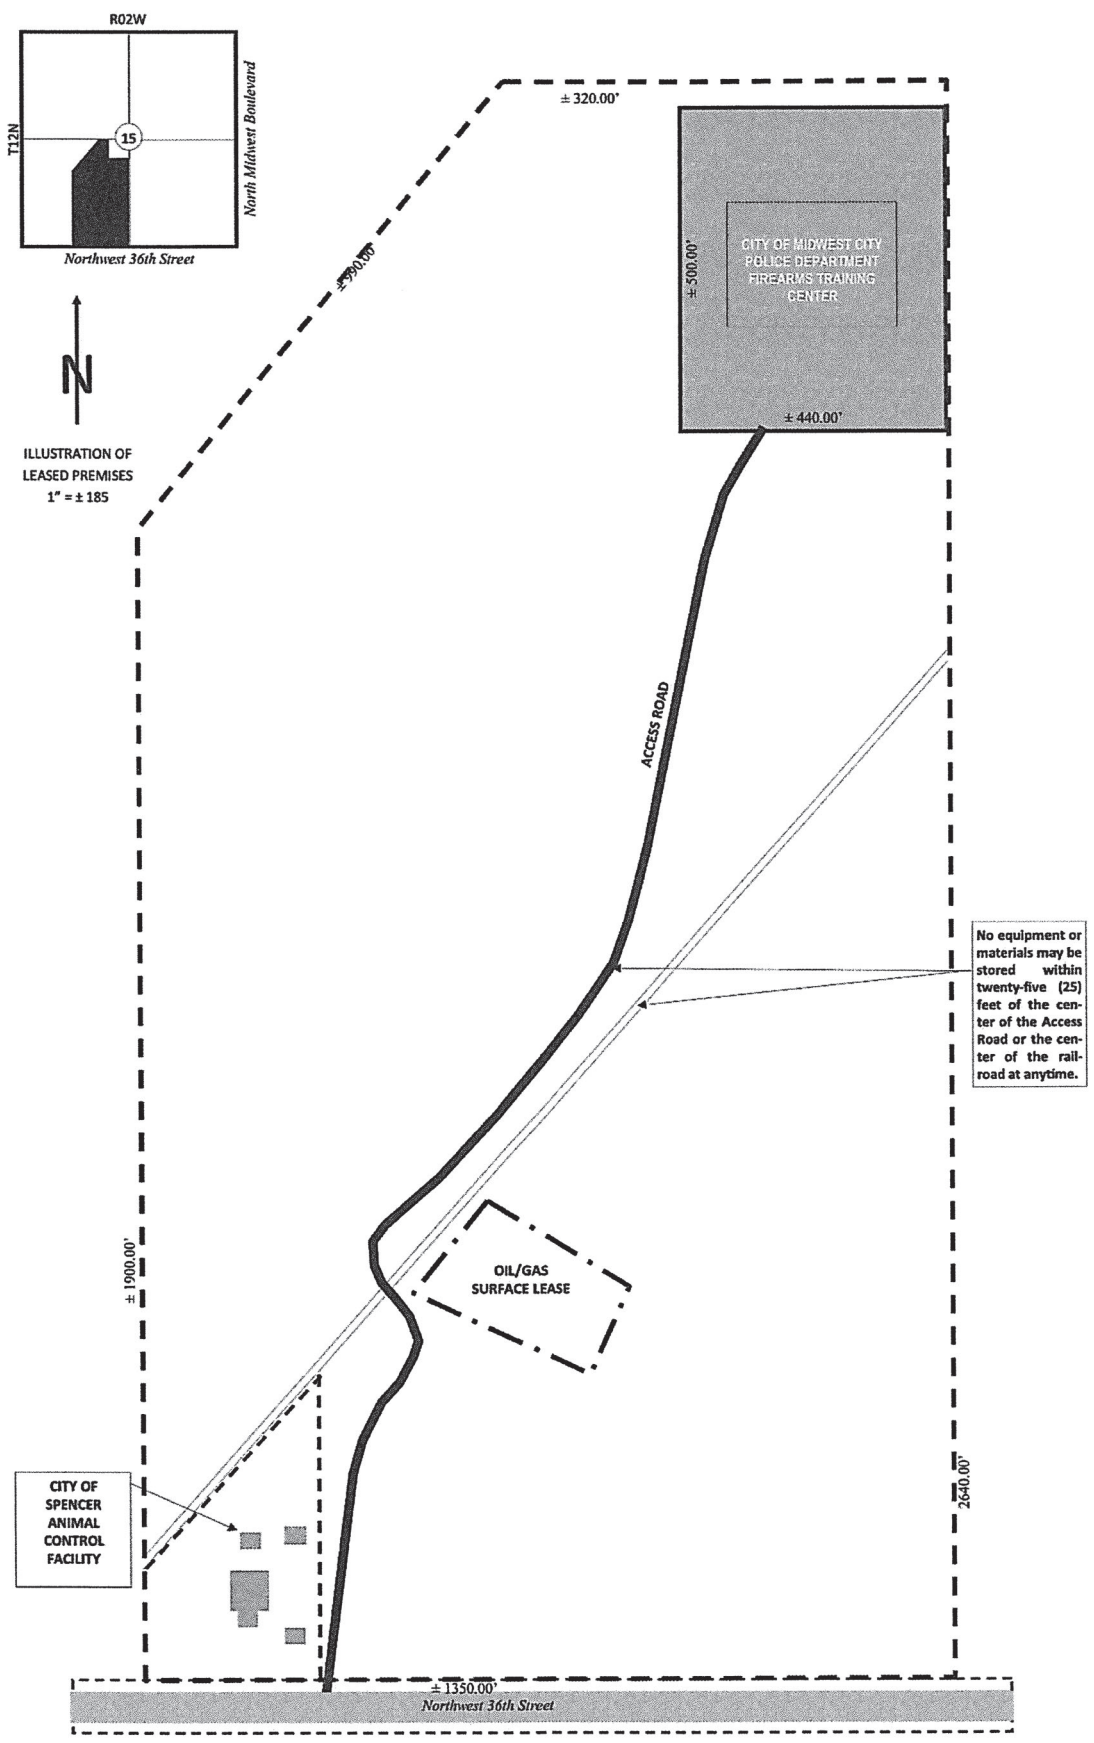 R02W
T12N
15
North Midwest Boulevard
Northwest 36th Street
N
ILLUSTRATION OF
LEASED PREMISES
1" = ± 185
± 320.00'
± 990.00'
± 500.00'
CITY OF MIDWEST CITY
POLICE DEPARTMENT
FIREARMS TRAINING
CENTER
± 440.00'
ACCESS ROAD
No equipment or
materials may be
stored within
twenty-five (25)
feet of the cen-
ter of the Access
Road or the cen-
ter of the rail-
road at anytime.
± 1900.00'
OIL/GAS
SURFACE LEASE
2640.00'
CITY OF
SPENCER
ANIMAL
CONTROL
FACILITY
± 1350.00'
Northwest 36th Street